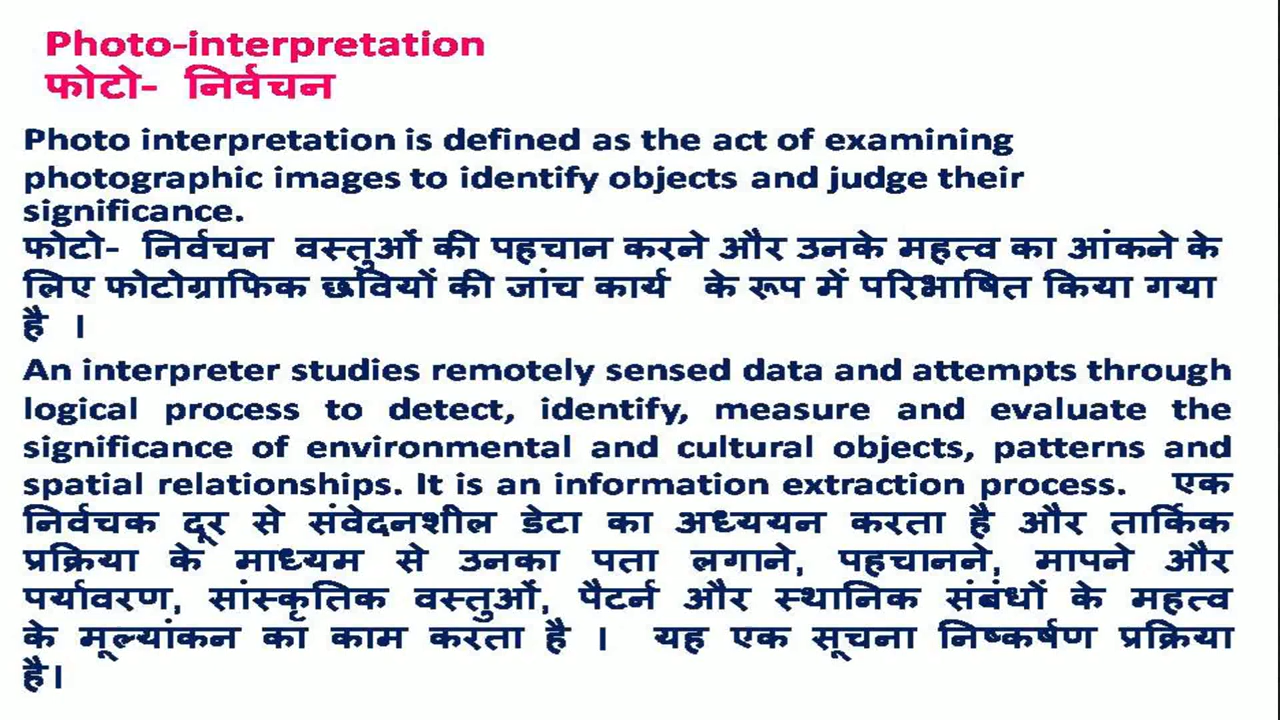 Photo-interpretation
फोटो- निर्वचन
Photo interpretation is defined as the act of examining
photographic images to identify objects and judge their
significance.
फोटो- निर्वचन वस्तुओं की पहचान करने और उनके महत्व का आंकने के
लिए फोटोग्राफिक छवियों की जांच कार्य के रूप में परिभाषित किया गया
है ।
An interpreter studies remotely sensed data and attempts through
logical process to detect, identify, measure and evaluate the
significance of environmental and cultural objects, patterns and
spatial relationships. It is an information extraction process. एक
निर्वचक दूर से संवेदनशील डेटा का अध्ययन करता है और तार्किक
प्रक्रिया के माध्यम से उनका पता लगाने, पहचानने, मापने और
पर्यावरण, सांस्कृतिक वस्तुओं, पैटर्न और स्थानिक संबंधों के महत्व
के मूल्यांकन का काम करता है । यह एक सूचना निष्कर्षण प्रक्रिया
है।